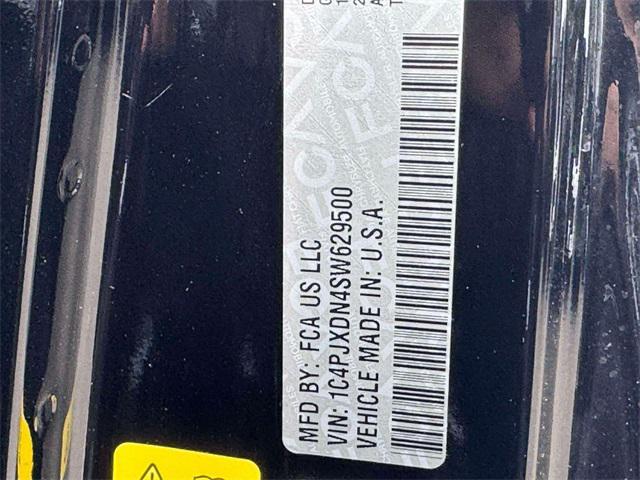 MFD BY: FCA US LLC
VIN: 1C4PJXDN4SW629500
VEHICLE MADE IN: U.S.A.